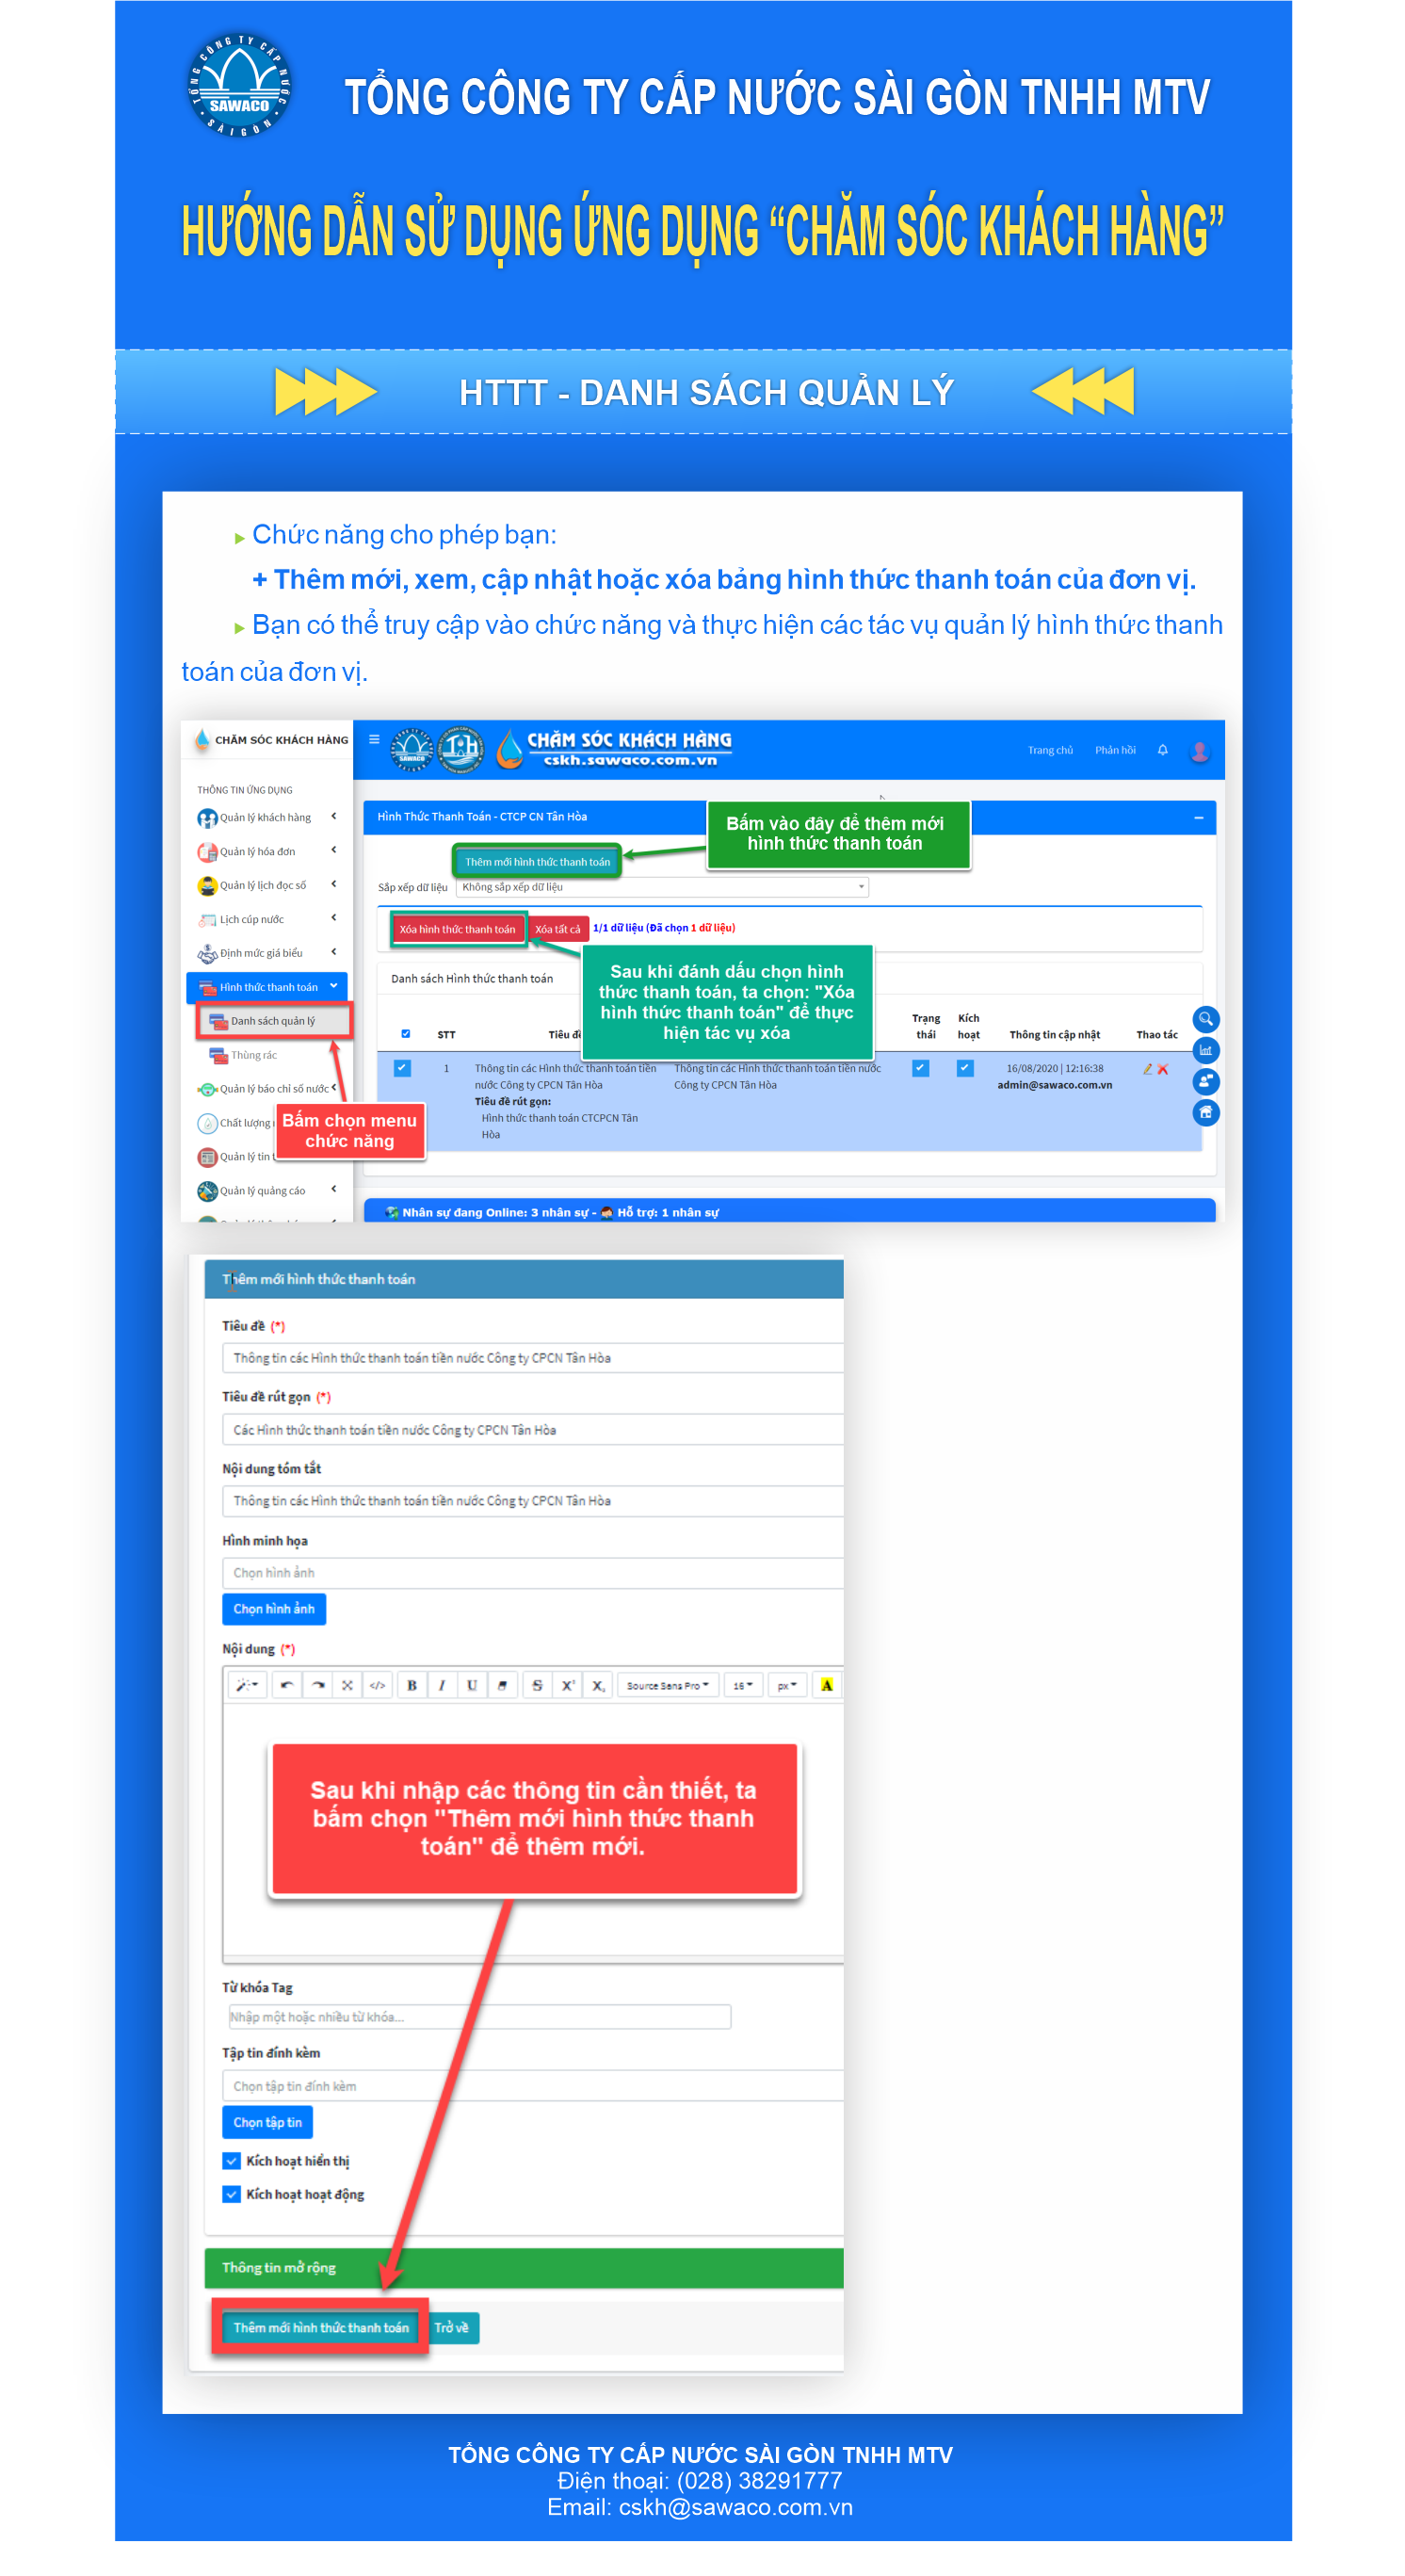 TỔNG CÔNG TY CẤP NƯỚC
SAWACO
SÀI GÒN
TỔNG CÔNG TY CẤP NƯỚC SÀI GÒN TNHH MTV
HƯỚNG DẪN SỬ DỤNG ỨNG DỤNG “CHĂM SÓC KHÁCH HÀNG”
HTTT - DANH SÁCH QUẢN LÝ
Chức năng cho phép bạn:
+ Thêm mới, xem, cập nhật hoặc xóa bảng hình thức thanh toán của đơn vị.
Bạn có thể truy cập vào chức năng và thực hiện các tác vụ quản lý hình thức thanh
toán của đơn vị.
CHĂM SÓC KHÁCH HÀNG
SAWACO
CHĂM SÓC KHÁCH HÀNG
cskh.sawaco.com.vn
Trang chủ
Phản hồi
THÔNG TIN ỨNG DỤNG
Quản lý khách hàng
Quản lý hóa đơn
Quản lý lịch đọc số
Lịch cúp nước
Định mức giá biểu
Hình thức thanh toán
Danh sách quản lý
Thùng rác
Quản lý báo chỉ số nước
Chất lượng
Quản lý tin t
Quản lý quảng cáo
Bấm chọn menu
chức năng
Hình Thức Thanh Toán - CTCP CN Tân Hòa
Bấm vào đây để thêm mới
hình thức thanh toán
Thêm mới hình thức thanh toán
Sắp xếp dữ liệu
Không sắp xếp dữ liệu
Xóa hình thức thanh toán
Xóa tất cả
1/1 dữ liệu (Đã chọn 1 dữ liệu)
Sau khi đánh dấu chọn hình
thức thanh toán, ta chọn: "Xóa
hình thức thanh toán" để thực
hiện tác vụ xóa
Danh sách Hình thức thanh toán
STT
Tiêu đề
Trạng thái
Kích hoạt
Thông tin cập nhật
Thao tác
1
Thông tin các Hình thức thanh toán tiền
nước Công ty CPCN Tân Hòa
Tiêu đề rút gọn:
Hình thức thanh toán CTCPCN Tân
Hòa
Thông tin các Hình thức thanh toán tiền nước
Công ty CPCN Tân Hòa
16/08/2020 | 12:16:38
admin@sawaco.com.vn
Nhân sự đang Online: 3 nhân sự - Hỗ trợ: 1 nhân sự
Thêm mới hình thức thanh toán
Tiêu đề (*)
Thông tin các Hình thức thanh toán tiền nước Công ty CPCN Tân Hòa
Tiêu đề rút gọn (*)
Các Hình thức thanh toán tiền nước Công ty CPCN Tân Hòa
Nội dung tóm tắt
Thông tin các Hình thức thanh toán tiền nước Công ty CPCN Tân Hòa
Hình minh họa
Chọn hình ảnh
Chọn hình ảnh
Nội dung (*)
B I U S X² X₂ Source Sans Pro 16 px A
Sau khi nhập các thông tin cần thiết, ta
bấm chọn "Thêm mới hình thức thanh
toán" để thêm mới.
Từ khóa Tag
Nhập một hoặc nhiều từ khóa...
Tập tin đính kèm
Chọn tập tin đính kèm
Chọn tập tin
Kích hoạt hiển thị
Kích hoạt hoạt động
Thông tin mở rộng
Thêm mới hình thức thanh toán
Trở về
TỔNG CÔNG TY CẤP NƯỚC SÀI GÒN TNHH MTV
Điện thoại: (028) 38291777
Email: cskh@sawaco.com.vn